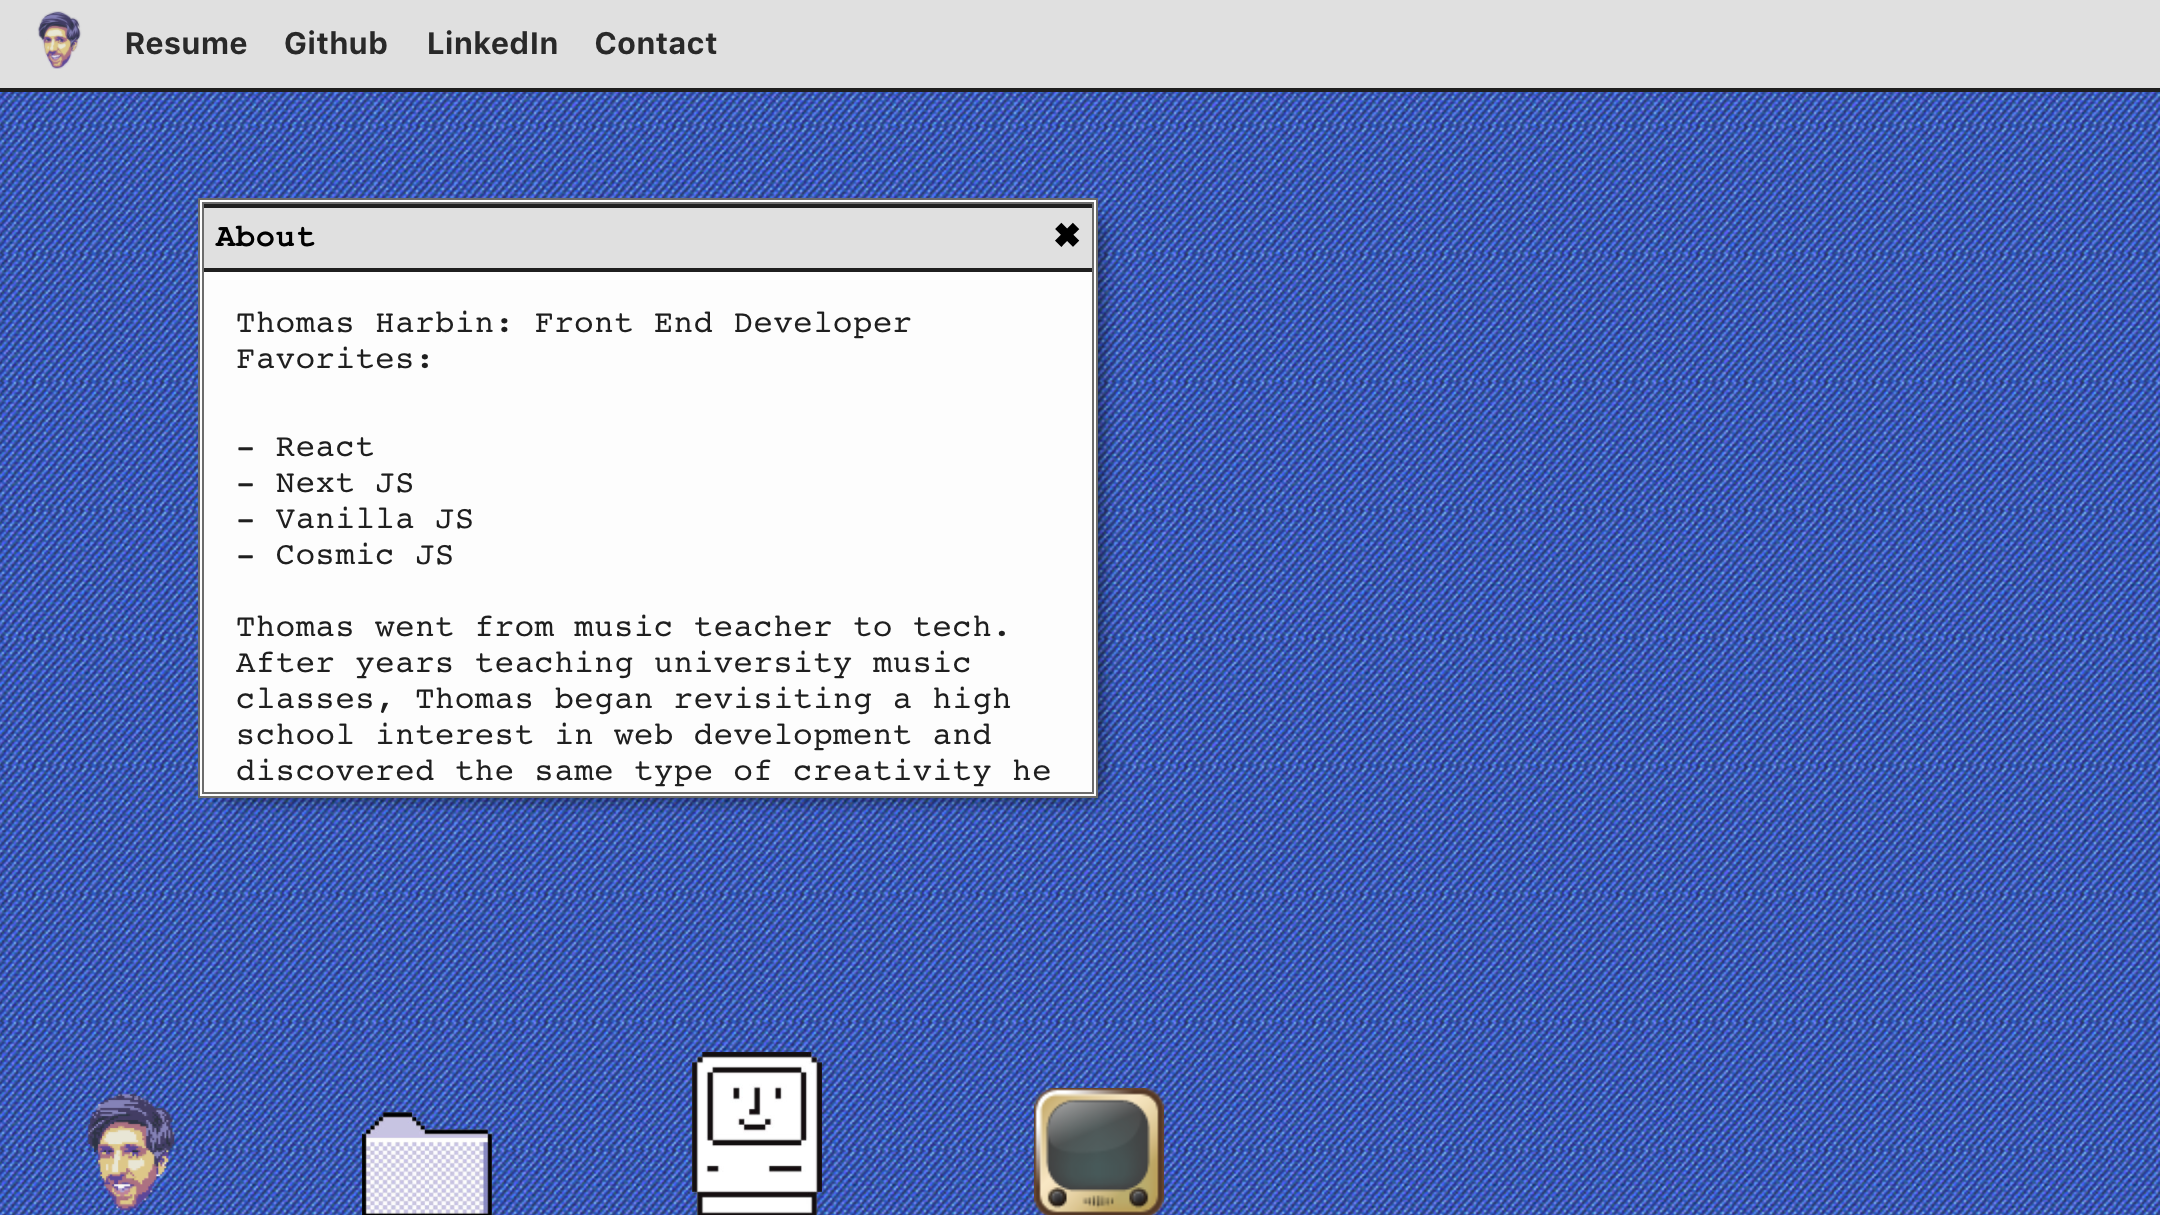 Resume Github LinkedIn Contact
About ✖
Thomas Harbin: Front End Developer
Favorites:
- React
- Next JS
- Vanilla JS
- Cosmic JS
Thomas went from music teacher to tech.
After years teaching university music
classes, Thomas began revisiting a high
school interest in web development and
discovered the same type of creativity he